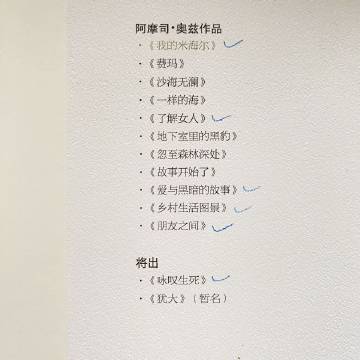 阿摩司·奥兹作品
·《我的米海尔》
·《费玛》
·《沙海无澜》
·《一样的海》
·《了解女人》
·《地下室里的黑豹》
·《忽至森林深处》
·《故事开始了》
·《爱与黑暗的故事》
·《乡村生活图景》
·《朋友之间》
将出
·《咏叹生死》
·《犹大》（暂名）